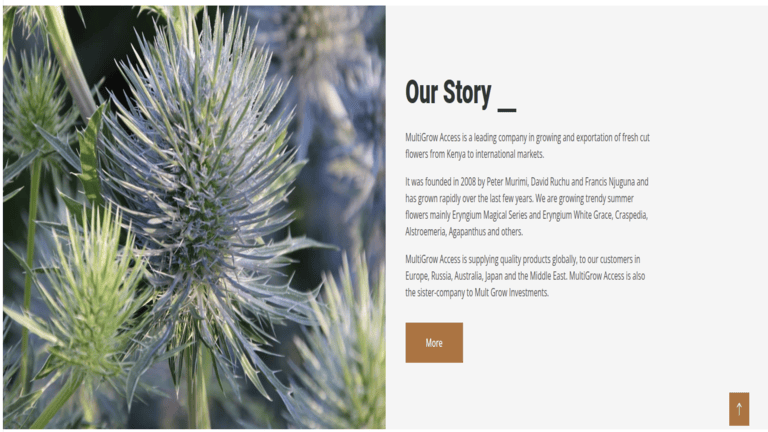 Our Story _
MultiGrow Access is a leading company in growing and exportation of fresh cut
flowers from Kenya to international markets.
It was founded in 2008 by Peter Murimi, David Ruchu and Francis Njuguna and
has grown rapidly over the last few years. We are growing trendy summer
flowers mainly Eryngium Magical Series and Eryngium White Grace, Craspedia,
Alstroemeria, Agapanthus and others.
MultiGrow Access is supplying quality products globally, to our customers in
Europe, Russia, Australia, Japan and the Middle East. MultiGrow Access is also
the sister-company to Mult Grow Investments.
More